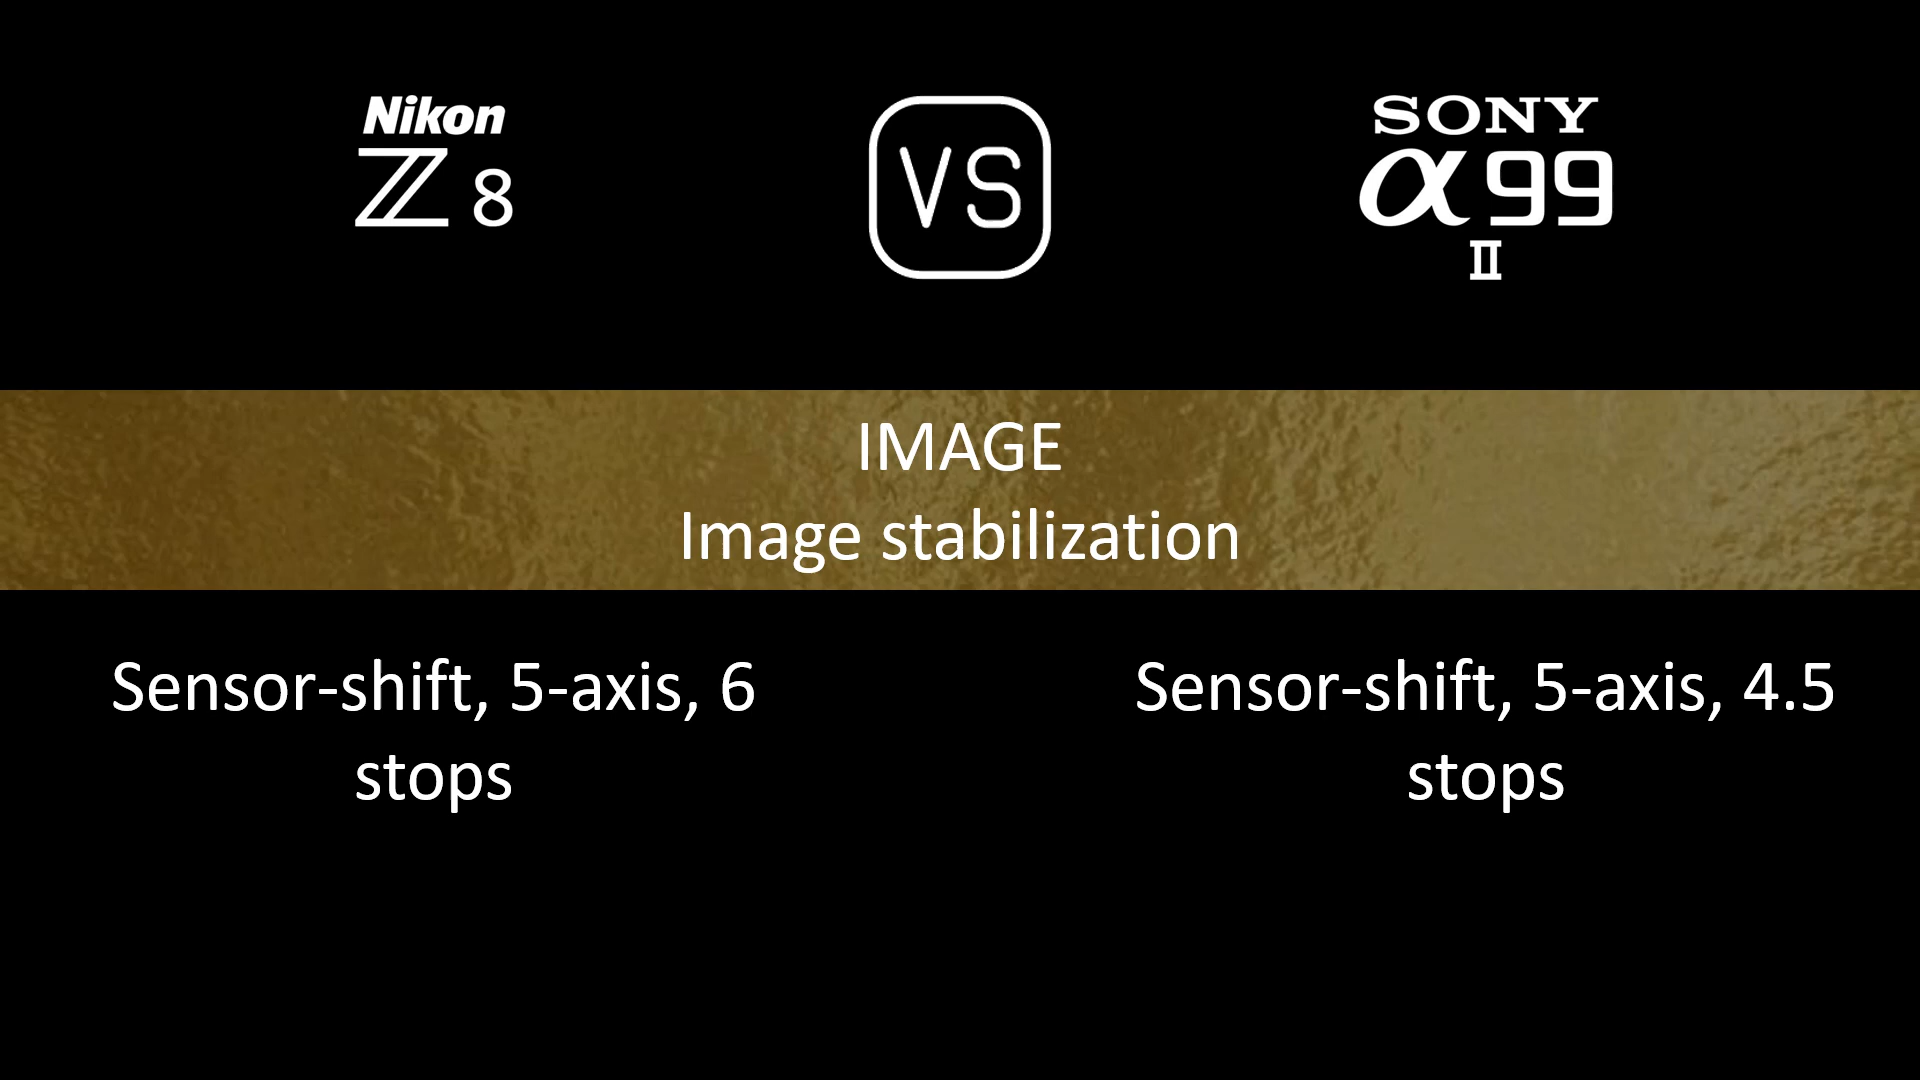 Nikon
Z 8
VS
SONY
α99
II
IMAGE
Image stabilization
Sensor-shift, 5-axis, 6
stops
Sensor-shift, 5-axis, 4.5
stops